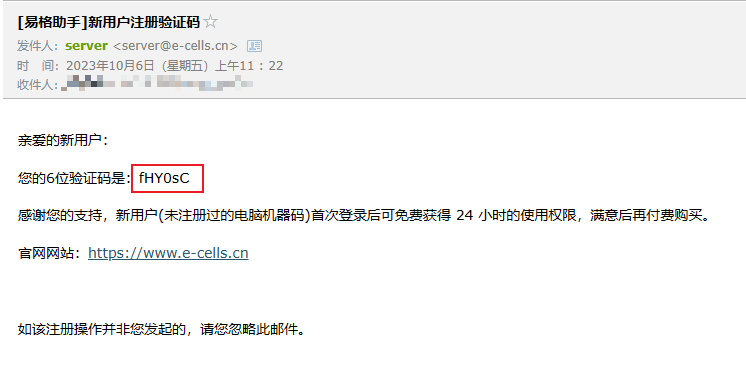 [易格助手]新用户注册验证码
发件人：server <server@e-cells.cn>
时　间：2023年10月6日（星期五）上午11：22
收件人：
亲爱的新用户：
您的6位验证码是：fHY0sC
感谢您的支持，新用户(未注册过的电脑机器码)首次登录后可免费获得 24 小时的使用权限，满意后再付费购买。
官网网站：https://www.e-cells.cn
如该注册操作并非您发起的，请您忽略此邮件。